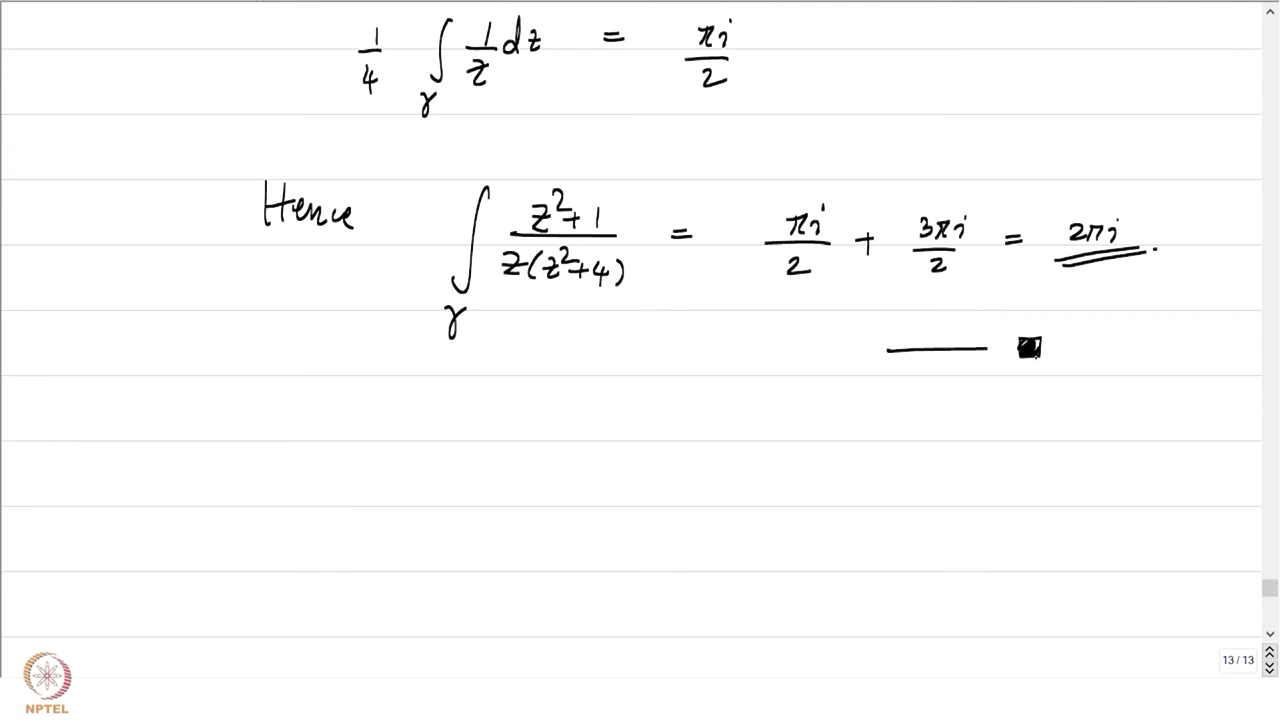 1/4 ∫_γ 1/z dz = πi/2
Hence ∫_γ z²+1 / z(z²+4) = πi/2 + 3πi/2 = 2πi.
13 / 13
NPTEL